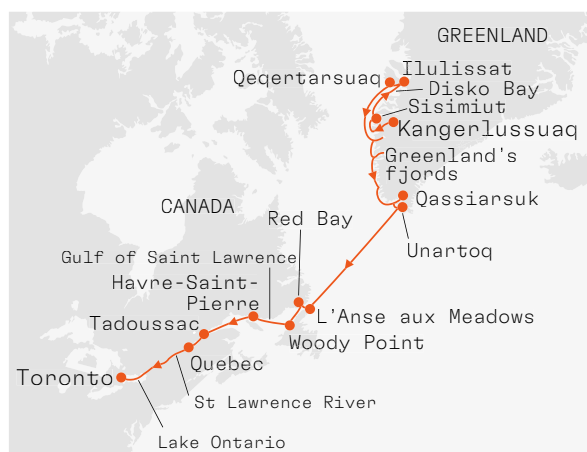 GREENLAND
Ilulissat
Qeqertarsuaq
Disko Bay
Sisimiut
Kangerlussuaq
Greenland's
fjords
Qassiarsuk
CANADA
Red Bay
Unartoq
Gulf of Saint Lawrence
Havre-Saint-
Pierre
L'Anse aux Meadows
Tadoussac
Woody Point
Quebec
Toronto
St Lawrence River
Lake Ontario